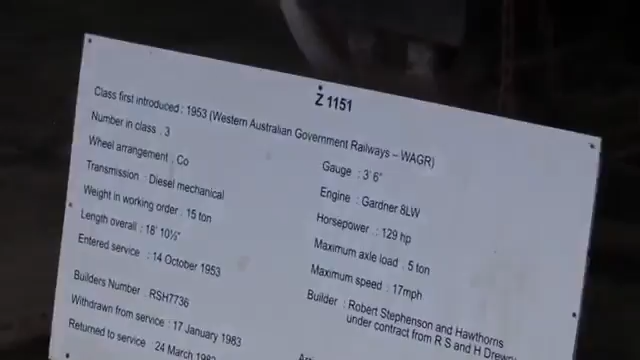 Z 1151
Class first introduced : 1953 (Western Australian Government Railways – WAGR)
Number in class . 3
Wheel arrangement . Co
Transmission : Diesel mechanical
Weight in working order . 15 ton
Length overall : 16' 10½"
Entered service : 14 October 1953
Gauge : 3' 6"
Engine : Gardner 8LW
Horsepower . : 129 hp
Maximum axle load . 5 ton
Maximum speed : 17mph
Builders Number . RSH7736
Withdrawn from service : 17 January 1983
Returned to service 24 March
Builder : Robert Stephenson and Hawthorns
under contract from R S and H